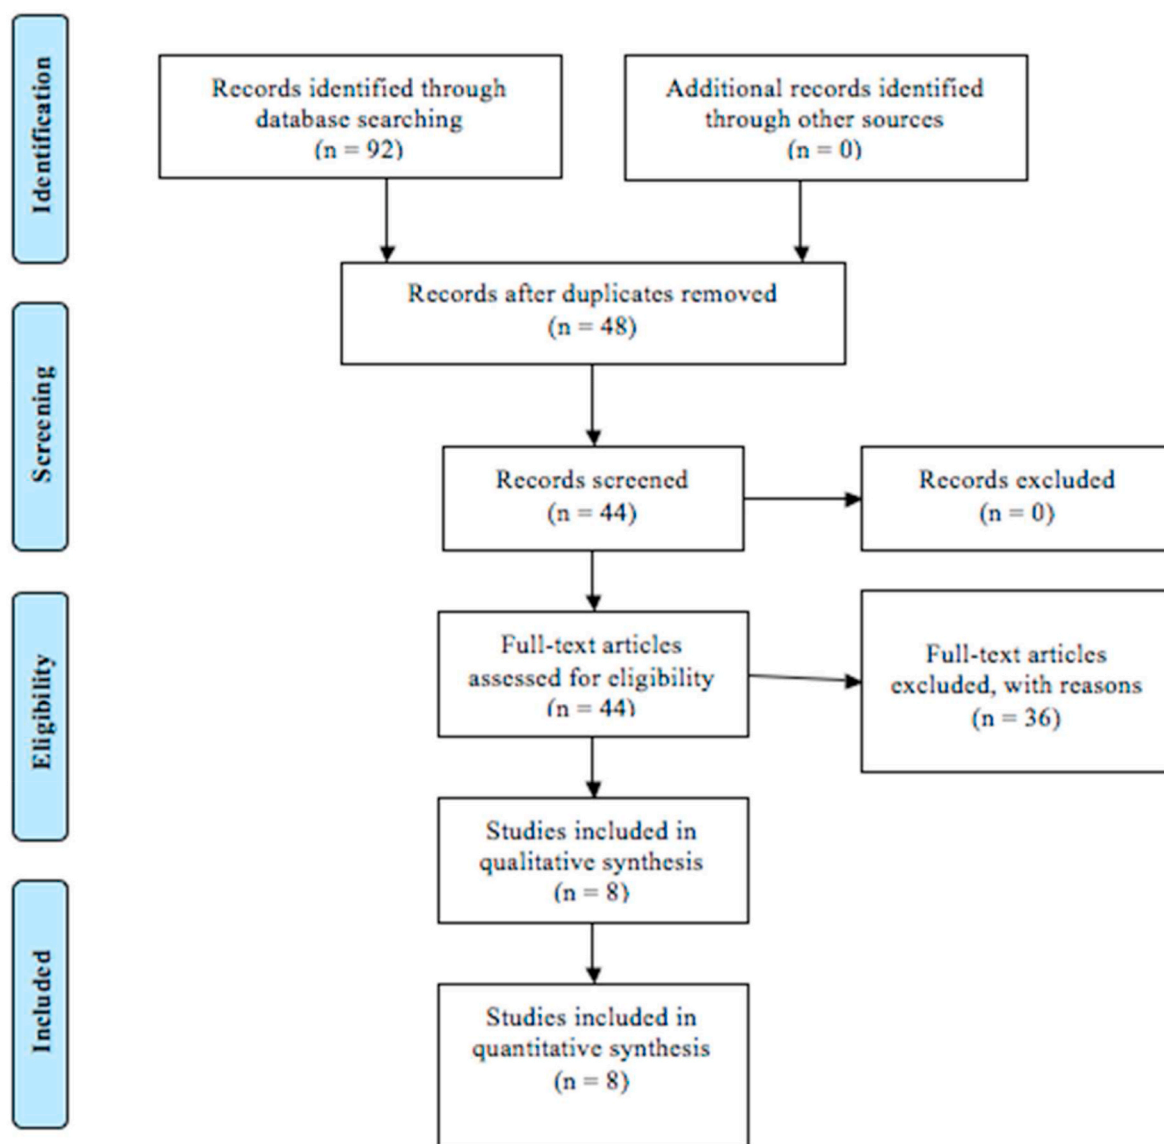 Identification
Records identified through
database searching
(n = 92)
Additional records identified
through other sources
(n = 0)
Records after duplicates removed
(n = 48)
Screening
Records screened
(n = 44)
Records excluded
(n = 0)
Eligibility
Full-text articles
assessed for eligibility
(n = 44)
Full-text articles
excluded, with reasons
(n = 36)
Studies included in
qualitative synthesis
(n = 8)
Included
Studies included in
quantitative synthesis
(n = 8)